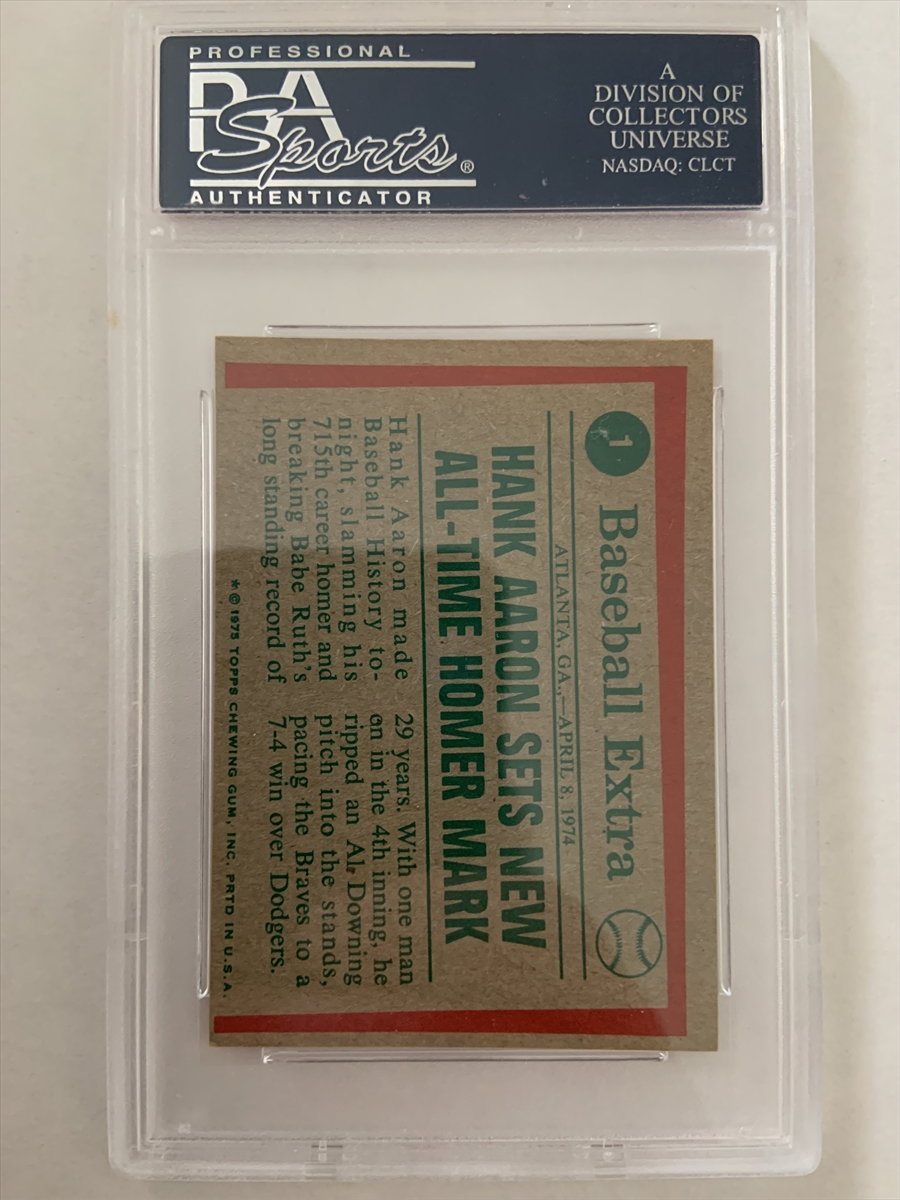 PROFESSIONAL
PSA
Sports®
AUTHENTICATOR
A
DIVISION OF
COLLECTORS
UNIVERSE
NASDAQ: CLCT
1
Baseball Extra
ATLANTA, GA.,—APRIL 8, 1974
HANK AARON SETS NEW
ALL-TIME HOMER MARK
Hank Aaron made
Baseball History to-
night, slamming his
715th career homer and
breaking Babe Ruth's
long standing record of
29 years. With one man
on in the 4th inning, he
ripped an Al Downing
pitch into the stands,
pacing the Braves to a
7-4 win over Dodgers.
*© 1975 TOPPS CHEWING GUM, INC. PRTD IN U.S.A.